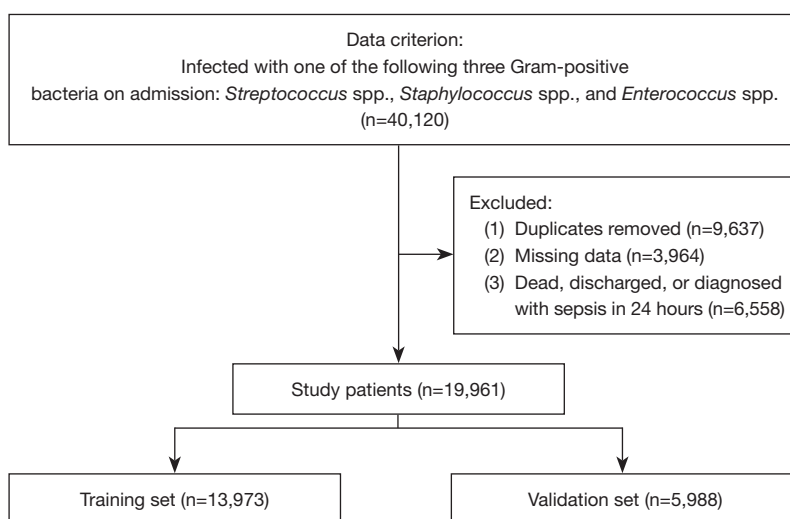 Data criterion:
Infected with one of the following three Gram-positive
bacteria on admission: Streptococcus spp., Staphylococcus spp., and Enterococcus spp.
(n=40,120)
Excluded:
(1) Duplicates removed (n=9,637)
(2) Missing data (n=3,964)
(3) Dead, discharged, or diagnosed
with sepsis in 24 hours (n=6,558)
Study patients (n=19,961)
Training set (n=13,973)
Validation set (n=5,988)